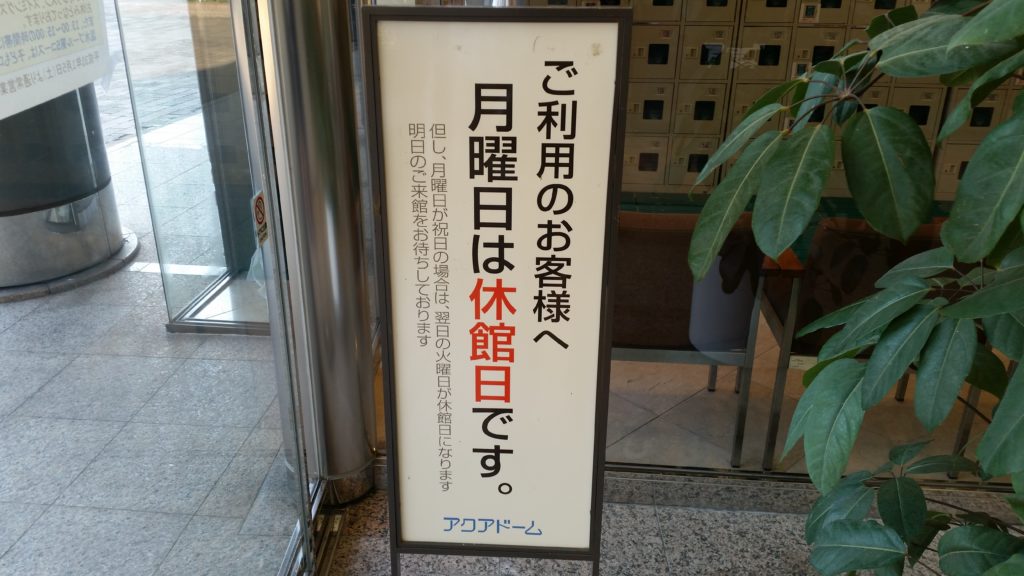 ご利用のお客様へ
月曜日は休館日です。
但し、月曜日が祝日の場合は、翌日の火曜日が休館日になります
明日のご来館をお待ちしております
アクアドーム